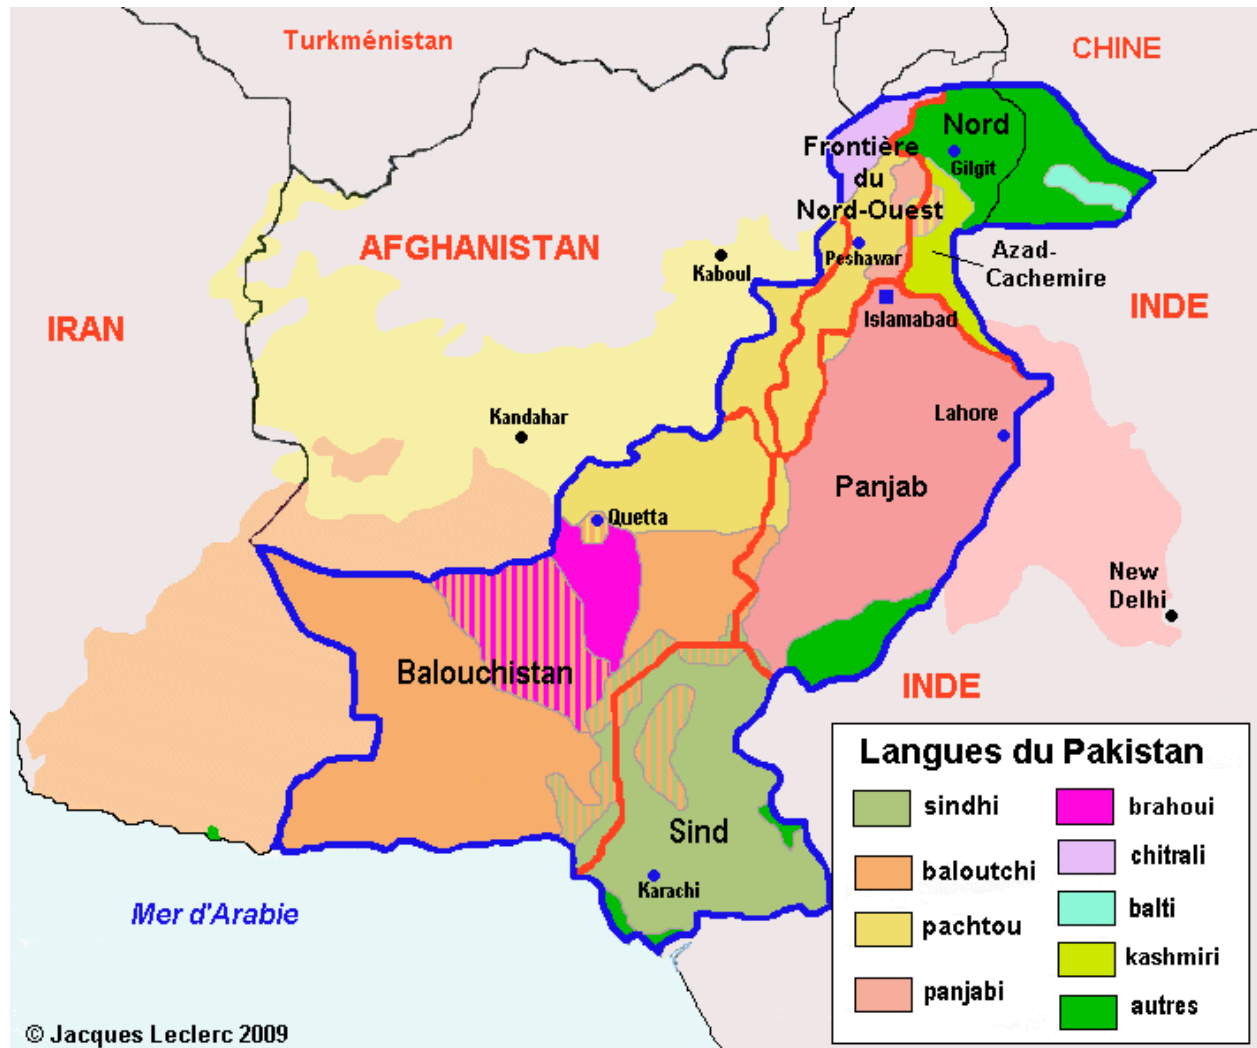 Turkménistan
CHINE
Nord
Gilgit
Frontière
du
Nord-Ouest
AFGHANISTAN
Kaboul
Peshawar
Azad-
Cachemire
IRAN
INDE
Islamabad
Kandahar
Lahore
Panjab
Quetta
New
Delhi
Balouchistan
INDE
Sind
Karachi
Mer d'Arabie
Langues du Pakistan
sindhi
baloutchi
pachtou
panjabi
brahoui
chitrali
balti
kashmiri
autres
© Jacques Leclerc 2009